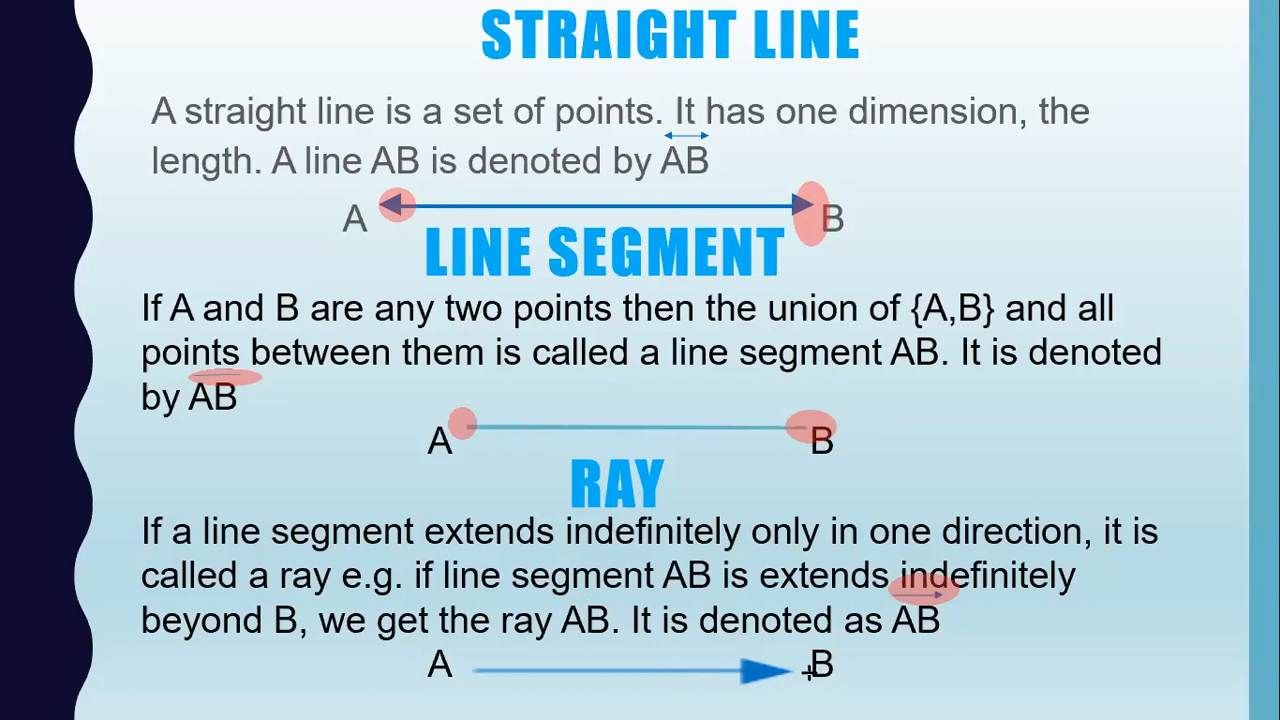 STRAIGHT LINE
A straight line is a set of points. It has one dimension, the
length. A line AB is denoted by AB
A B
LINE SEGMENT
If A and B are any two points then the union of {A,B} and all
points between them is called a line segment AB. It is denoted
by AB
A B
RAY
If a line segment extends indefinitely only in one direction, it is
called a ray e.g. if line segment AB is extends indefinitely
beyond B, we get the ray AB. It is denoted as AB
A B